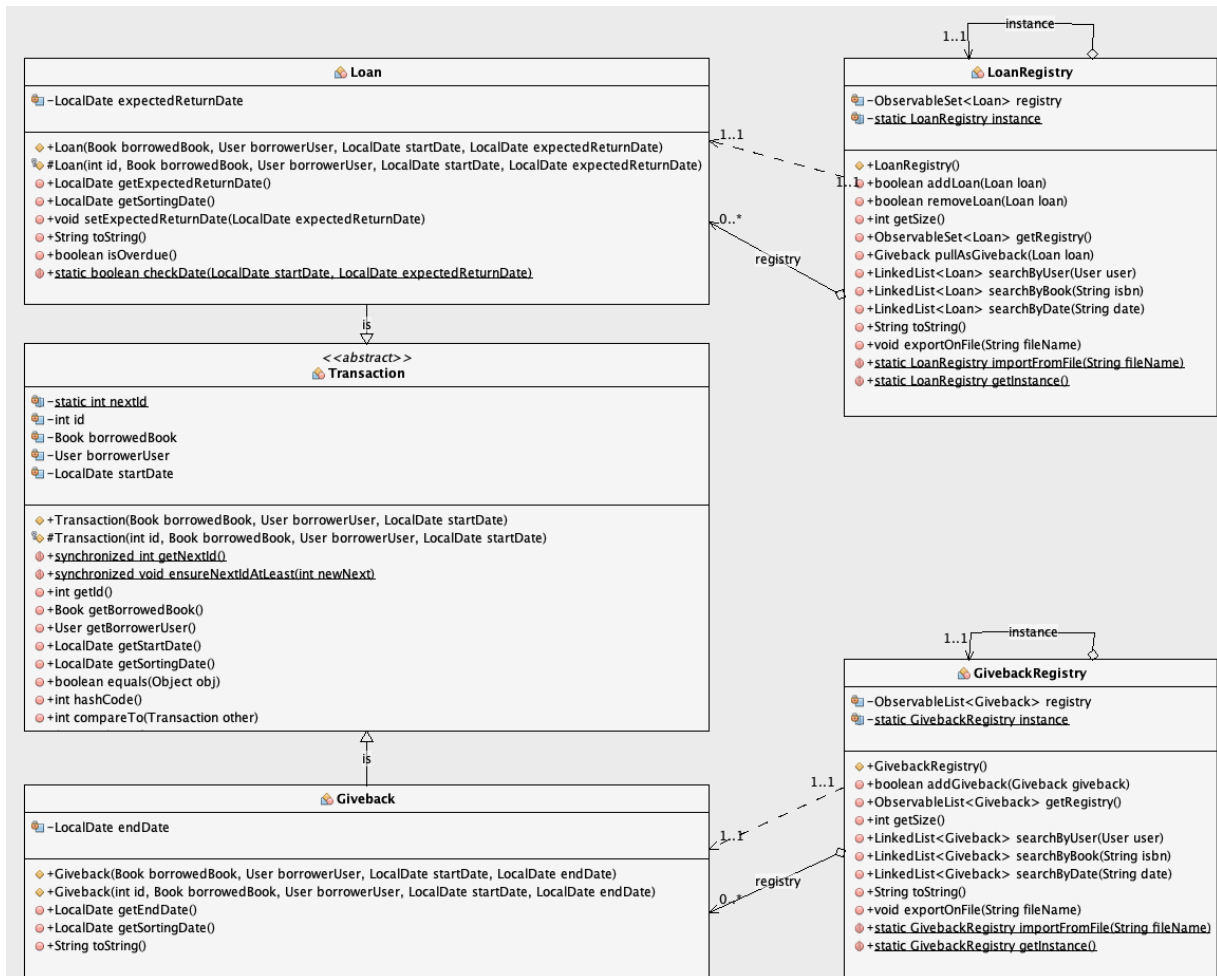 Loan
-LocalDate expectedReturnDate
+Loan(Book borrowedBook, User borrowerUser, LocalDate startDate, LocalDate expectedReturnDate)
#Loan(int id, Book borrowedBook, User borrowerUser, LocalDate startDate, LocalDate expectedReturnDate)
+LocalDate getExpectedReturnDate()
+LocalDate getSortingDate()
+void setExpectedReturnDate(LocalDate expectedReturnDate)
+String toString()
+boolean isOverdue()
+static boolean checkDate(LocalDate startDate, LocalDate expectedReturnDate)
is
<<abstract>>
Transaction
-static int nextId
-int id
-Book borrowedBook
-User borrowerUser
-LocalDate startDate
+Transaction(Book borrowedBook, User borrowerUser, LocalDate startDate)
#Transaction(int id, Book borrowedBook, User borrowerUser, LocalDate startDate)
+synchronized int getNextId()
+synchronized void ensureNextIdAtLeast(int newNext)
+int getId()
+Book getBorrowedBook()
+User getBorrowerUser()
+LocalDate getStartDate()
+LocalDate getSortingDate()
+boolean equals(Object obj)
+int hashCode()
+int compareTo(Transaction other)
is
Giveback
-LocalDate endDate
+Giveback(Book borrowedBook, User borrowerUser, LocalDate startDate, LocalDate endDate)
+Giveback(int id, Book borrowedBook, User borrowerUser, LocalDate startDate, LocalDate endDate)
+LocalDate getEndDate()
+LocalDate getSortingDate()
+String toString()
instance
1..1
1..1
1..1
0..*
registry
LoanRegistry
-ObservableSet<Loan> registry
-static LoanRegistry instance
+LoanRegistry()
+boolean addLoan(Loan loan)
+boolean removeLoan(Loan loan)
+int getSize()
+ObservableSet<Loan> getRegistry()
+Giveback pullAsGiveback(Loan loan)
+LinkedList<Loan> searchByUser(User user)
+LinkedList<Loan> searchByBook(String isbn)
+LinkedList<Loan> searchByDate(String date)
+String toString()
+void exportOnFile(String fileName)
+static LoanRegistry importFromFile(String fileName)
+static LoanRegistry getInstance()
instance
1..1
1..1
1..1
registry
0..*
GivebackRegistry
-ObservableList<Giveback> registry
-static GivebackRegistry instance
+GivebackRegistry()
+boolean addGiveback(Giveback giveback)
+ObservableList<Giveback> getRegistry()
+int getSize()
+LinkedList<Giveback> searchByUser(User user)
+LinkedList<Giveback> searchByBook(String isbn)
+LinkedList<Giveback> searchByDate(String date)
+String toString()
+void exportOnFile(String fileName)
+static GivebackRegistry importFromFile(String fileName)
+static GivebackRegistry getInstance()